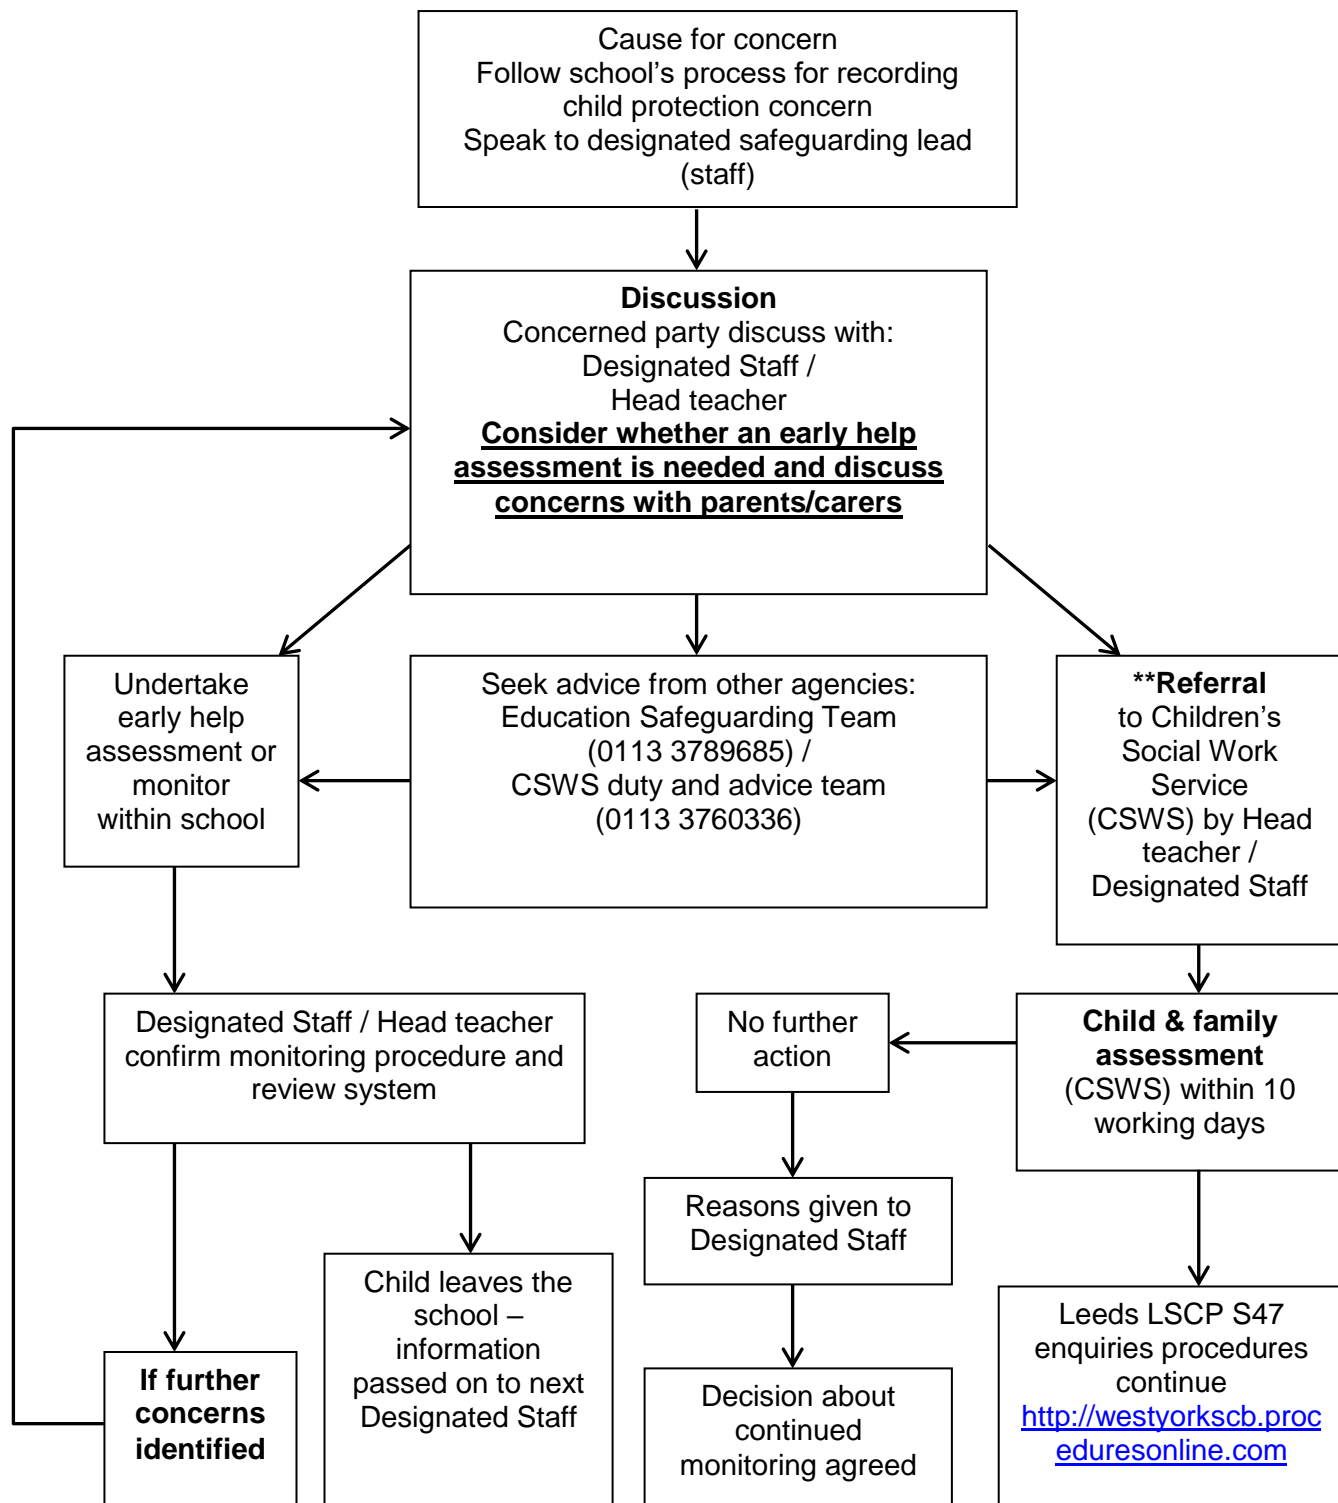 Cause for concern
Follow school’s process for recording
child protection concern
Speak to designated safeguarding lead
(staff)
Discussion
Concerned party discuss with:
Designated Staff /
Head teacher
Consider whether an early help
assessment is needed and discuss
concerns with parents/carers
Undertake
early help
assessment or
monitor
within school
Seek advice from other agencies:
Education Safeguarding Team
(0113 3789685) /
CSWS duty and advice team
(0113 3760336)
**Referral
to Children’s
Social Work
Service
(CSWS) by Head
teacher /
Designated Staff
Designated Staff / Head teacher
confirm monitoring procedure and
review system
No further
action
Child & family
assessment
(CSWS) within 10
working days
Reasons given to
Designated Staff
Child leaves the
school –
information
passed on to next
Designated Staff
Leeds LSCP S47
enquiries procedures
continue
http://westyorkscb.proc
eduresonline.com
If further
concerns
identified
Decision about
continued
monitoring agreed